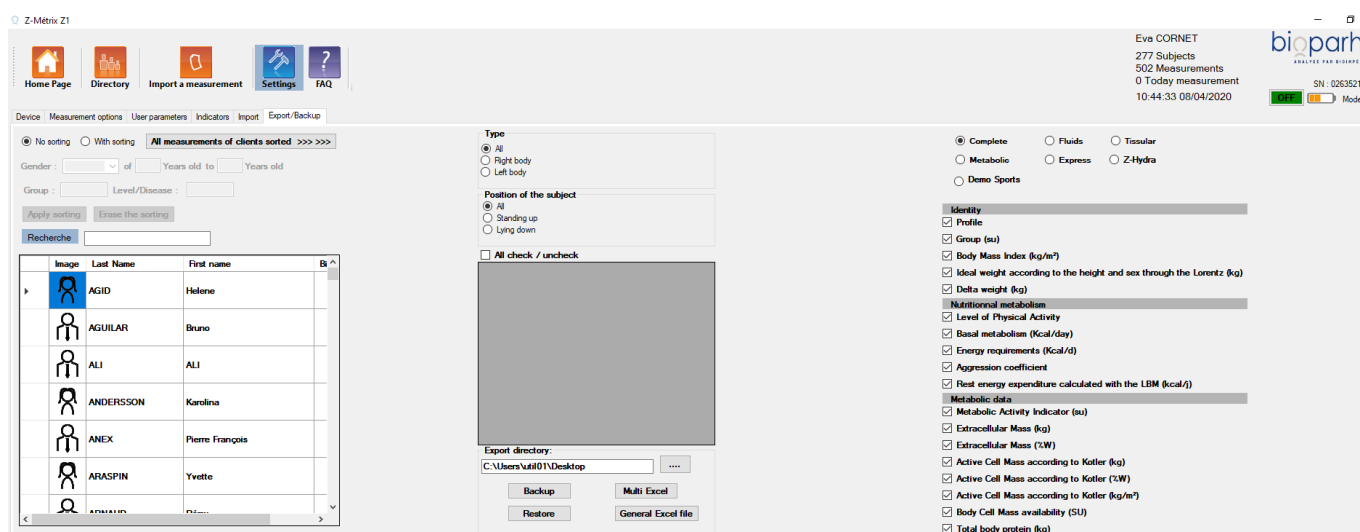 Z-Métrix Z1
Eva CORNET
277 Subjects
502 Measurements
0 Today measurement
10:44:33 08/04/2020
bioparh
ANALYSE PAR BIOIMPÉ
SN : 0263521
OFF Mode
Home Page Directory Import a measurement Settings FAQ
Device Measurement options User parameters Indicators Import Export/Backup
No sorting With sorting All measurements of clients sorted >>> >>>
Gender : of Years old to Years old
Group : Level/Disease :
Apply sorting Erase the sorting
Recherche
Image Last Name First name Bi
AGID Helene
AGUILAR Bruno
ALI ALI
ANDERSSON Karolina
ANEX Pierre François
ARASPIN Yvette
ARNAUD Rémy
Type
All
Right body
Left body
Position of the subject
All
Standing up
Lying down
All check / uncheck
Export directory:
C:\Users\util01\Desktop ....
Backup Multi Excel
Restore General Excel file
Complete Fluids Tissular
Metabolic Express Z-Hydra
Demo Sports
Identity
Profile
Group (su)
Body Mass Index (kg/m²)
Ideal weight according to the height and sex through the Lorentz (kg)
Delta weight (kg)
Nutritionnal metabolism
Level of Physical Activity
Basal metabolism (Kcal/day)
Energy requirements (Kcal/d)
Aggression coefficient
Rest energy expenditure calculated with the LBM (kcal/j)
Metabolic data
Metabolic Activity Indicator (su)
Extracellular Mass (kg)
Extracellular Mass (%W)
Active Cell Mass according to Kotler (kg)
Active Cell Mass according to Kotler (%W)
Active Cell Mass according to Kotler (kg/m²)
Body Cell Mass availability (SU)
Total body protein (kg)